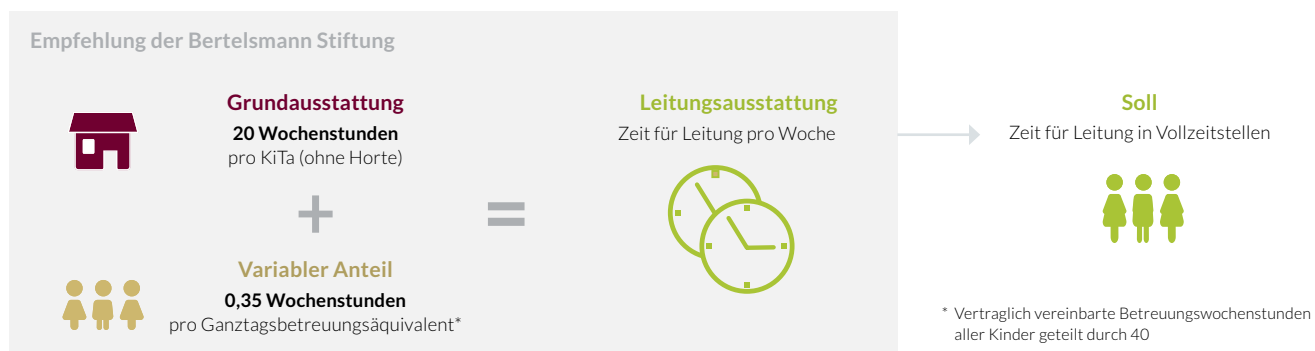 Empfehlung der Bertelsmann Stiftung
Grundausstattung
20 Wochenstunden
pro KiTa (ohne Horte)
+
Variabler Anteil
0,35 Wochenstunden
pro Ganztagsbetreuungsäquivalent*
=
Leitungsausstattung
Zeit für Leitung pro Woche
Soll
Zeit für Leitung in Vollzeitstellen
* Vertraglich vereinbarte Betreuungswochenstunden
aller Kinder geteilt durch 40